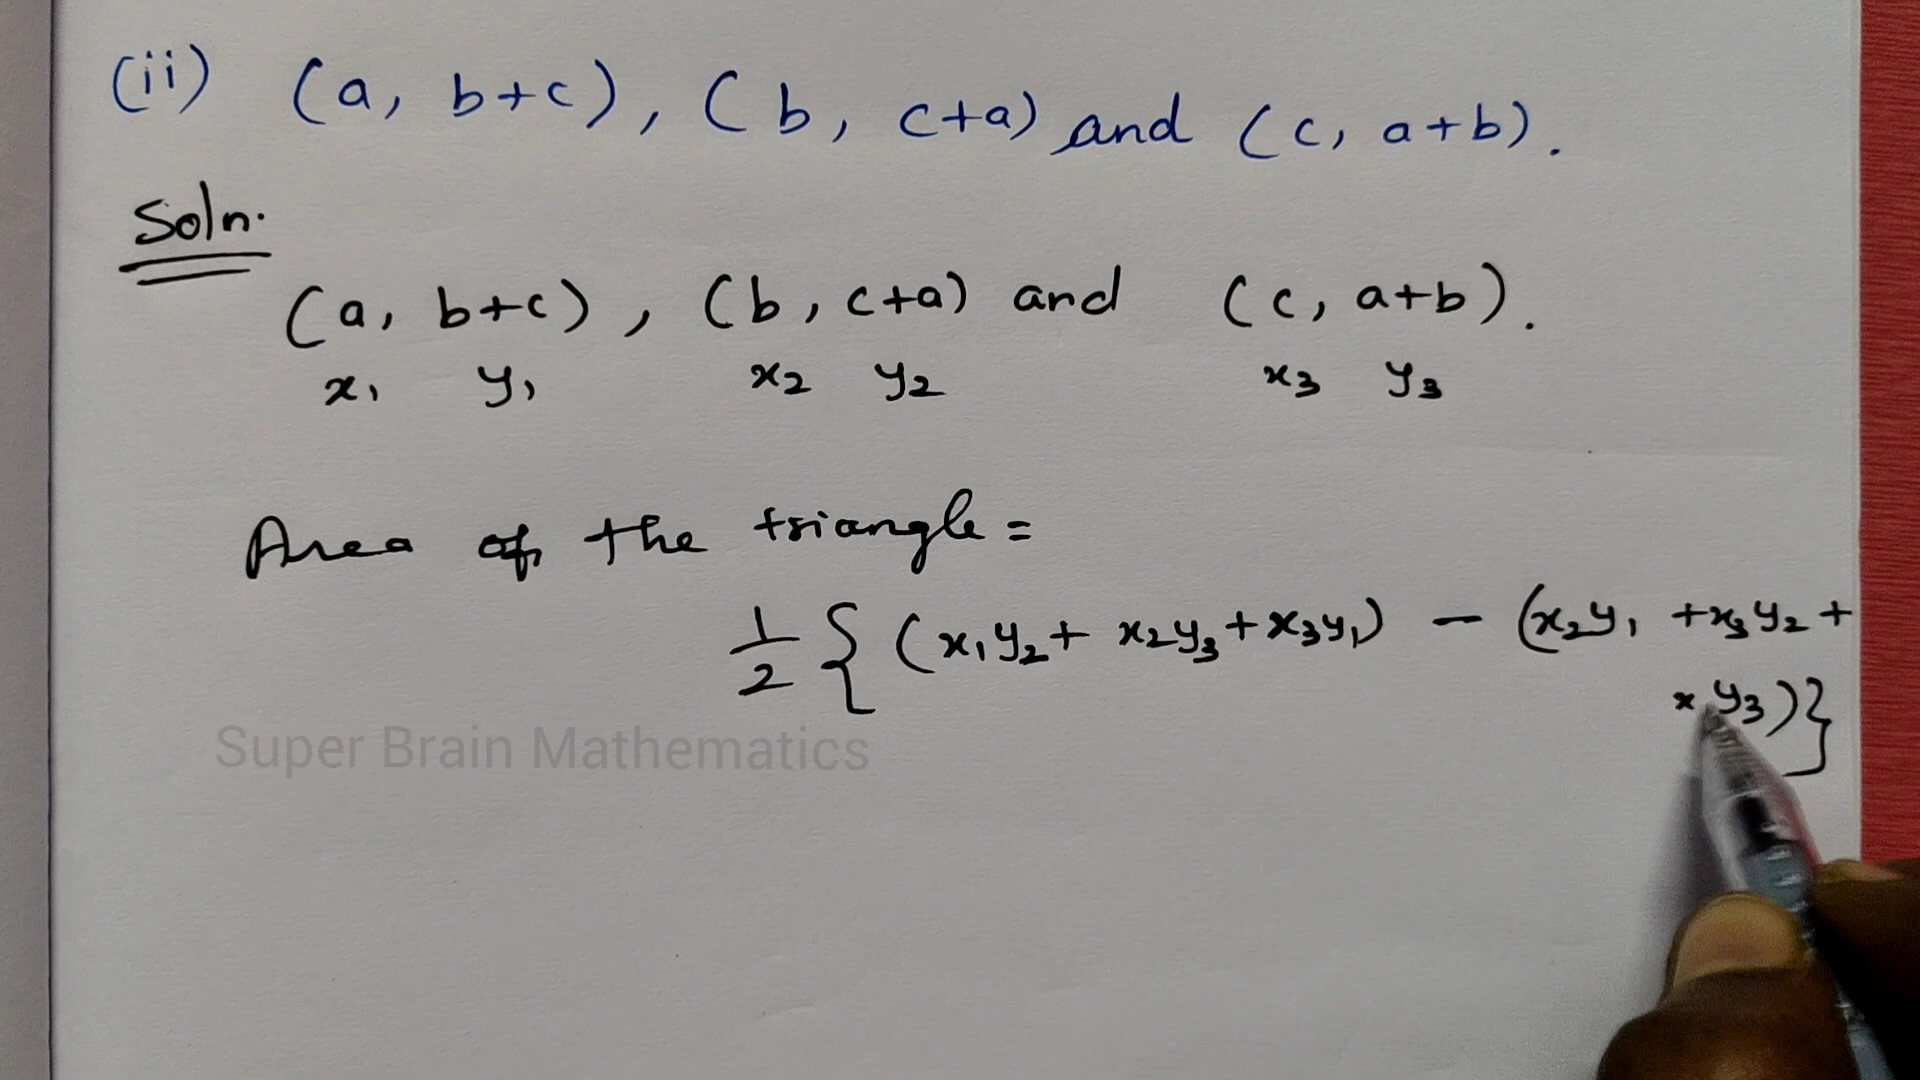 (ii) (a, b+c), (b, c+a) and (c, a+b).
Soln.
(a, b+c), (b, c+a) and (c, a+b).
x₁ y₁ x₂ y₂ x₃ y₃
Area of the triangle =
1/2 { (x₁y₂ + x₂y₃ + x₃y₁) – (x₂y₁ + x₃y₂ +
x y₃)}
Super Brain Mathematics